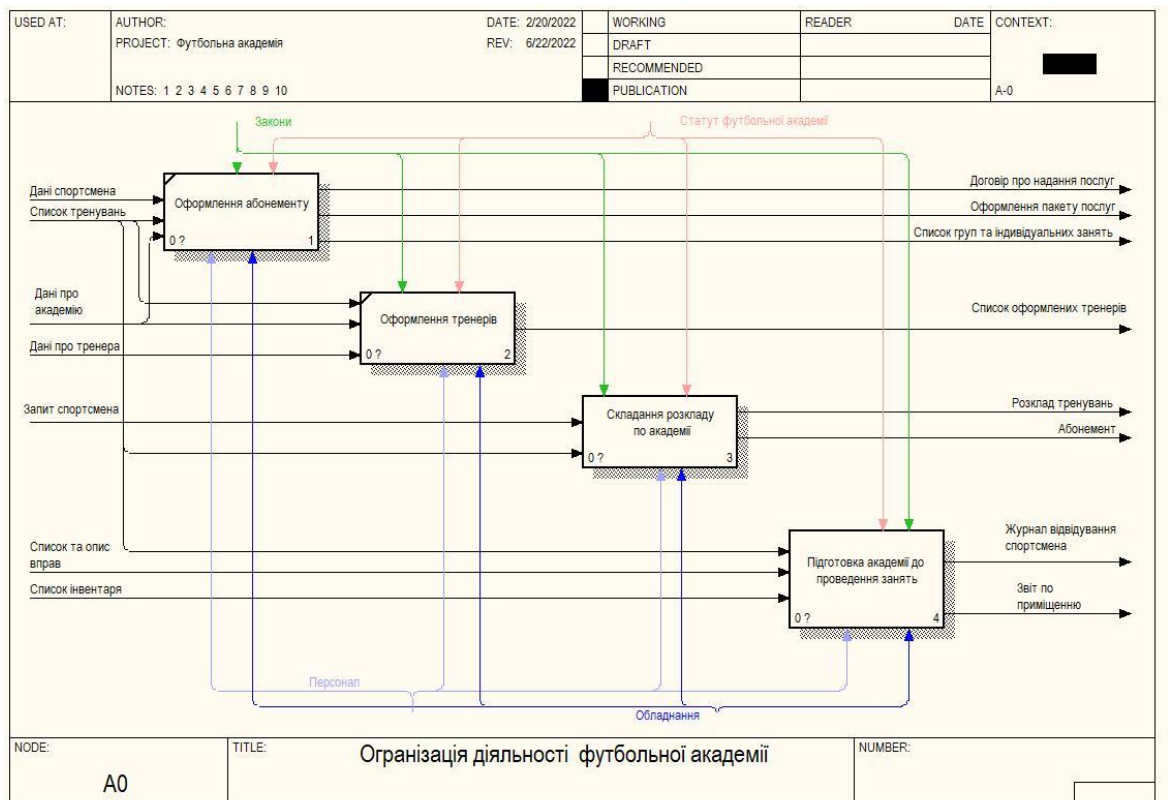 USED AT:
AUTHOR:
DATE: 2/20/2022
WORKING
READER
DATE
CONTEXT:
PROJECT: Футбольна академія
REV: 6/22/2022
DRAFT
RECOMMENDED
NOTES: 1 2 3 4 5 6 7 8 9 10
PUBLICATION
A-0
Закони
Статут футбольної академії
Дані спортсмена
Список тренувань
Оформлення абонементу
0 ?
1
Договір про надання послуг
Оформлення пакету послуг
Список груп та індивідуальних занять
Дані про
академію
Дані про тренера
Оформлення тренерів
0 ?
2
Список оформлених тренерів
Запит спортсмена
Складання розкладу
по академії
0 ?
3
Розклад тренувань
Абонемент
Список та опис
вправ
Список інвентаря
Підготовка академії до
проведення занять
0 ?
4
Журнал відвідування
спортсмена
Звіт по
приміщенню
Персонал
Обладнання
NODE:
A0
TITLE:
Огранізація діяльності футбольної академії
NUMBER: